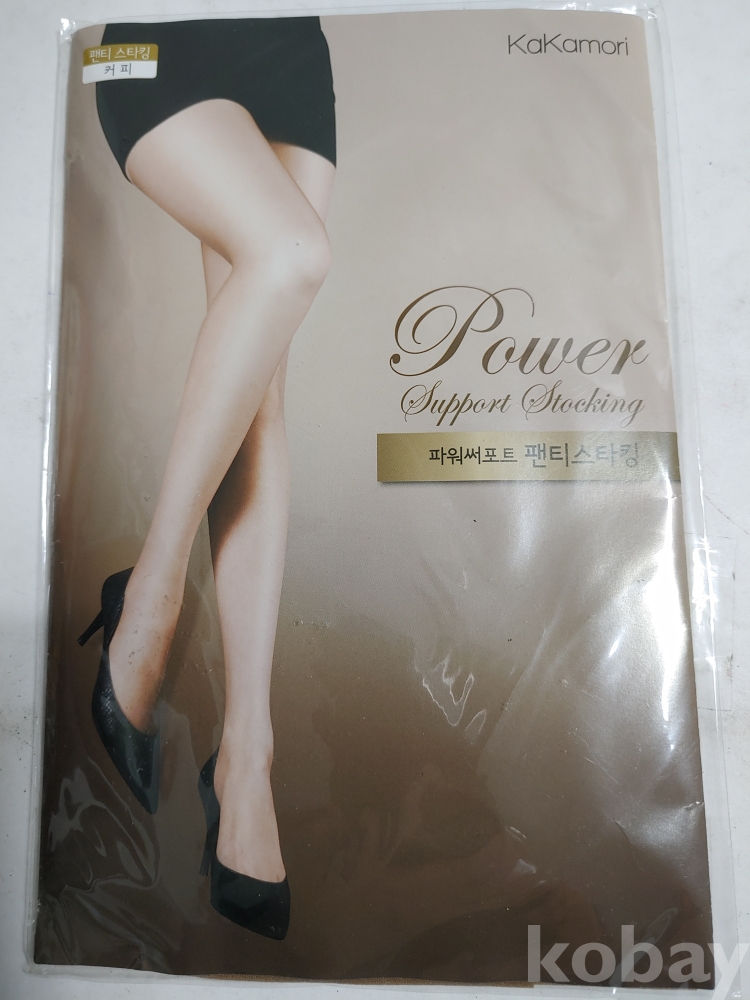 팬티스타킹
커피
KaKamori
Power
Support Stocking
파워써포트 팬티스타킹
kobay